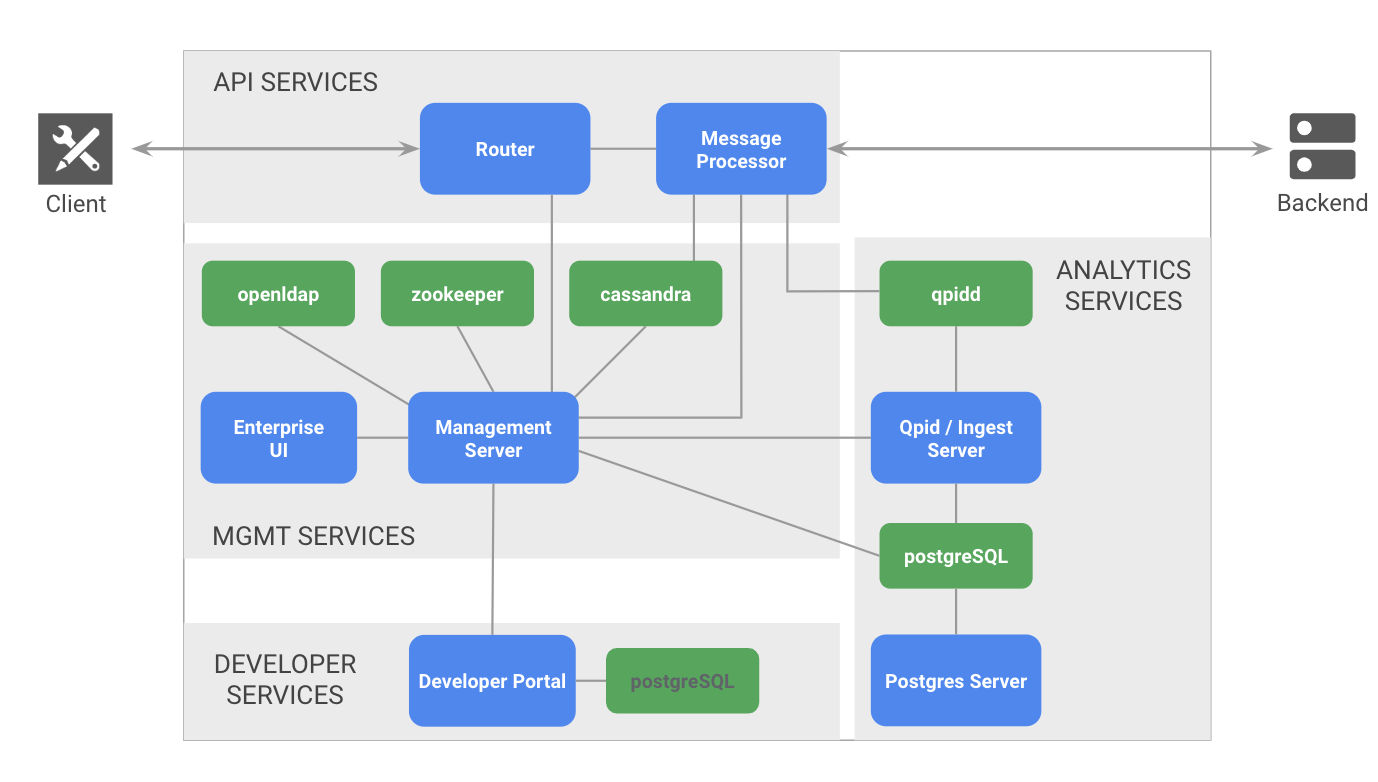 API SERVICES
Router
Message
Processor
Client
Backend
openldap
zookeeper
cassandra
qpidd
ANALYTICS
SERVICES
Enterprise
UI
Management
Server
Qpid / Ingest
Server
MGMT SERVICES
postgreSQL
DEVELOPER
SERVICES
Developer Portal
postgreSQL
Postgres Server